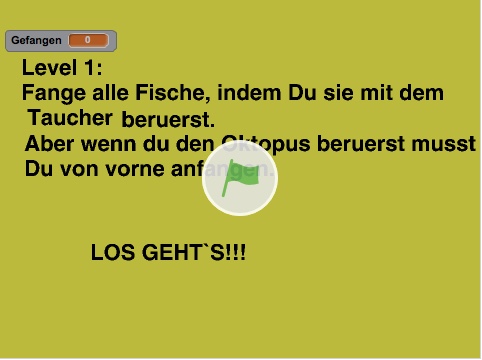 Gefangen 0
Level 1:
Fange alle Fische, indem Du sie mit dem
Taucher beruerst.
Aber wenn du den Oktopus beruerst musst
Du von vorne anfangen.
LOS GEHT`S!!!